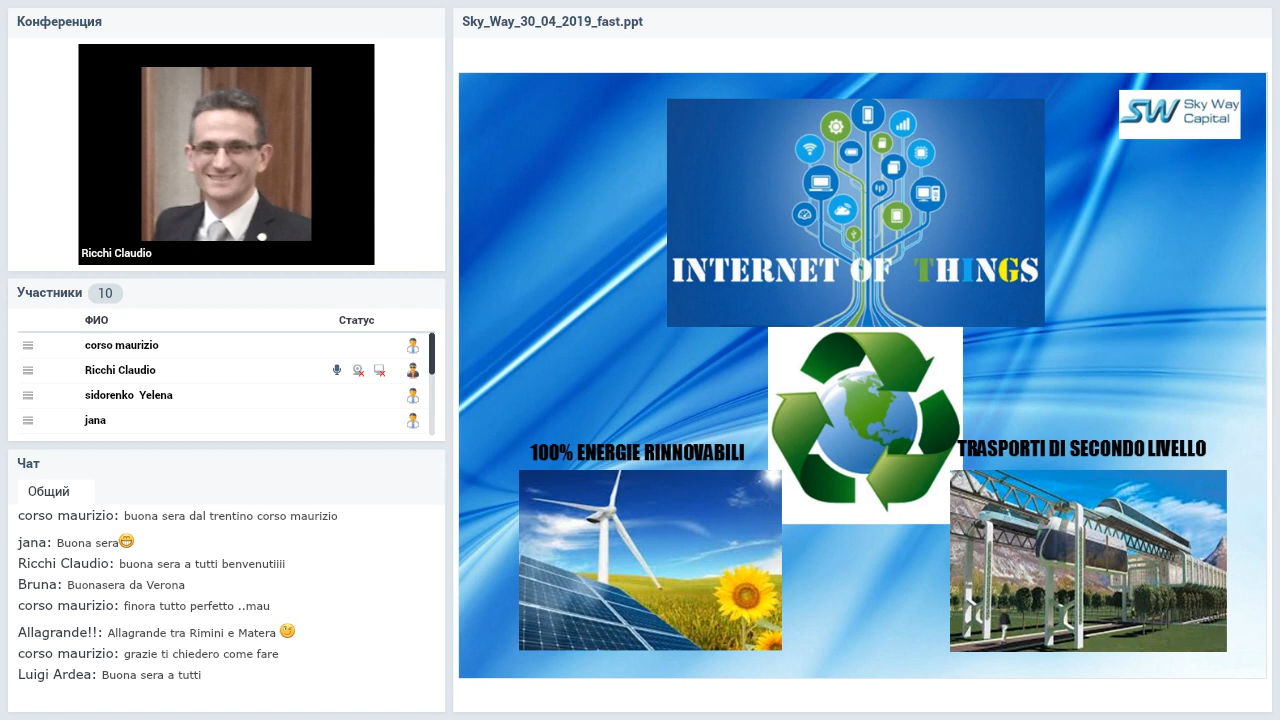 Конференция
Ricchi Claudio
Участники 10
ФИО Статус
corso maurizio
Ricchi Claudio
sidorenko Yelena
jana
Чат
Общий
corso maurizio: buona sera dal trentino corso maurizio
jana: Buona sera
Ricchi Claudio: buona sera a tutti benvenutiiii
Bruna: Buonasera da Verona
corso maurizio: finora tutto perfetto ..mau
Allagrande!!: Allagrande tra Rimini e Matera
corso maurizio: grazie ti chiedero come fare
Luigi Ardea: Buona sera a tutti
Sky_Way_30_04_2019_fast.ppt
SW Sky Way
Capital
INTERNET OF THINGS
100% ENERGIE RINNOVABILI
TRASPORTI DI SECONDO LIVELLO